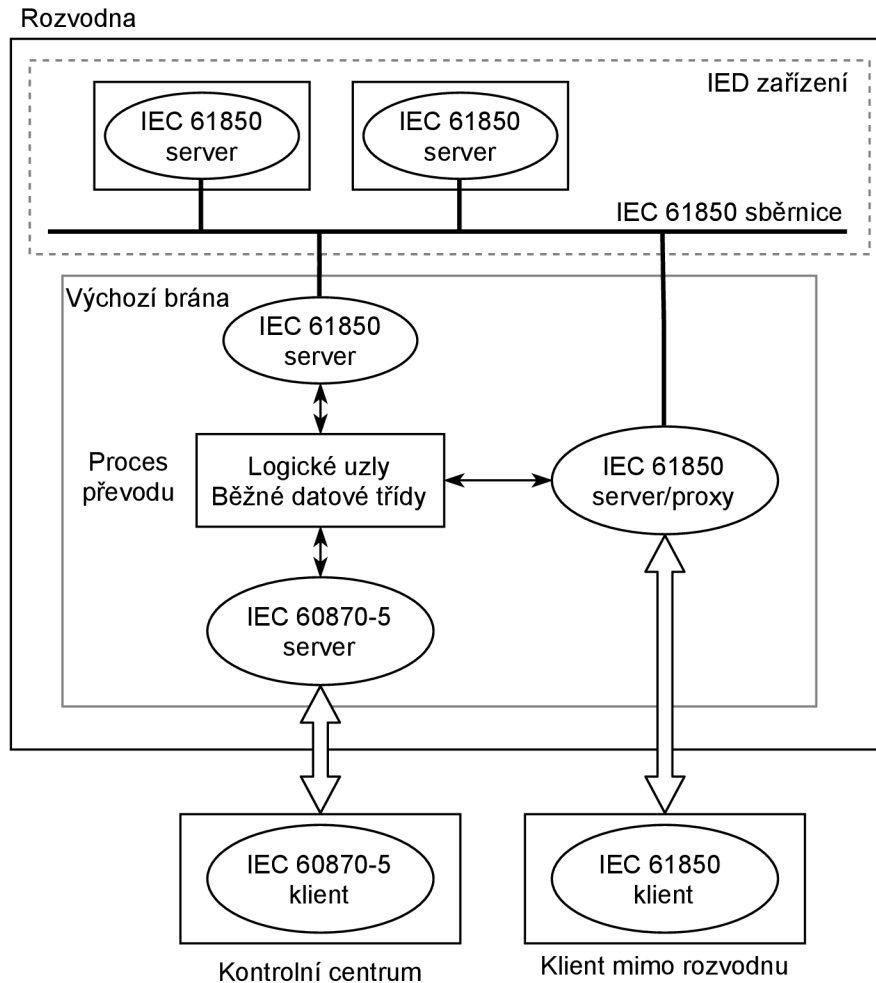 Rozvodna
IED zařízení
IEC 61850
server
IEC 61850
server
IEC 61850 sběrnice
Výchozí brána
IEC 61850
server
Proces
převodu
Logické uzly
Běžné datové třídy
IEC 61850
server/proxy
IEC 60870-5
server
IEC 60870-5
klient
IEC 61850
klient
Kontrolní centrum
Klient mimo rozvodnu